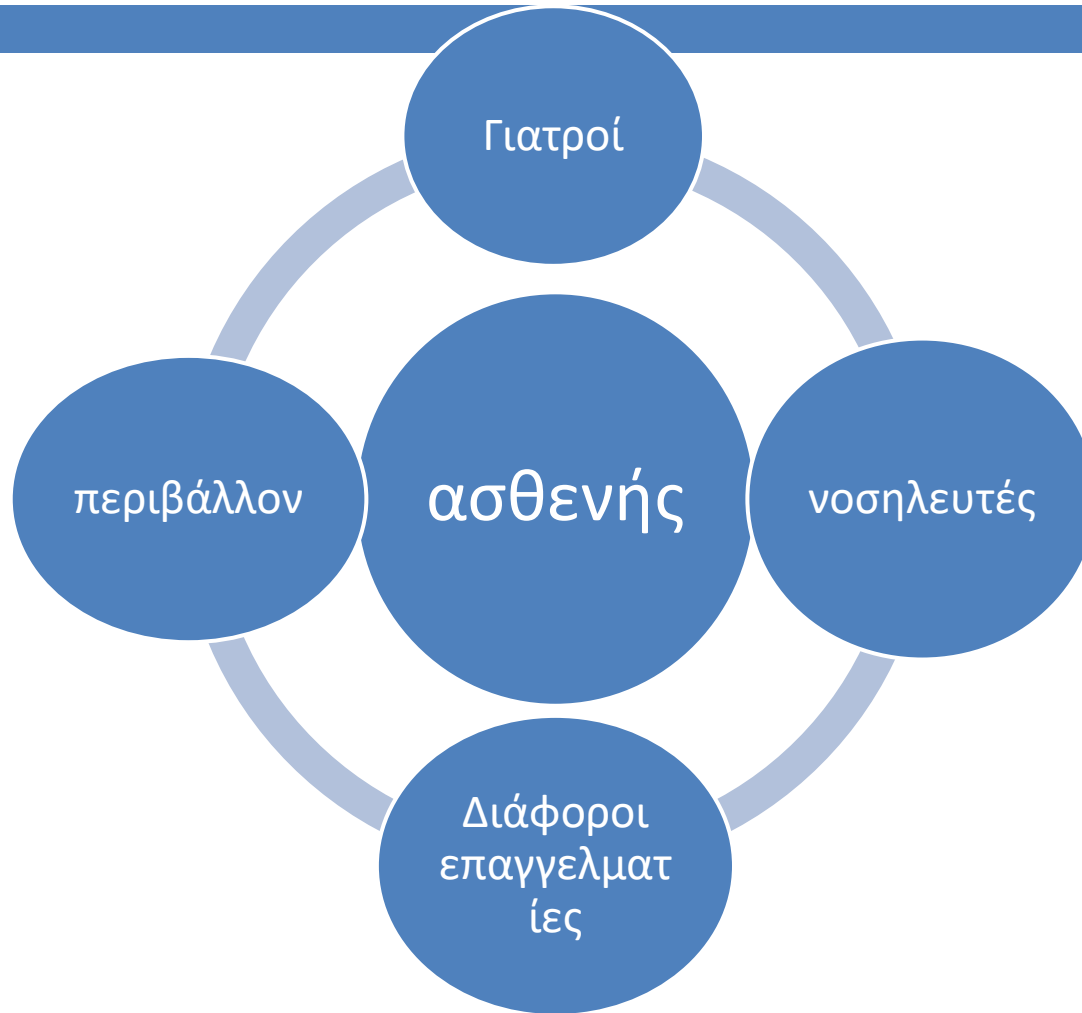 Γιατροί
περιβάλλον
ασθενής
νοσηλευτές
Διάφοροι
επαγγελματ
ίες